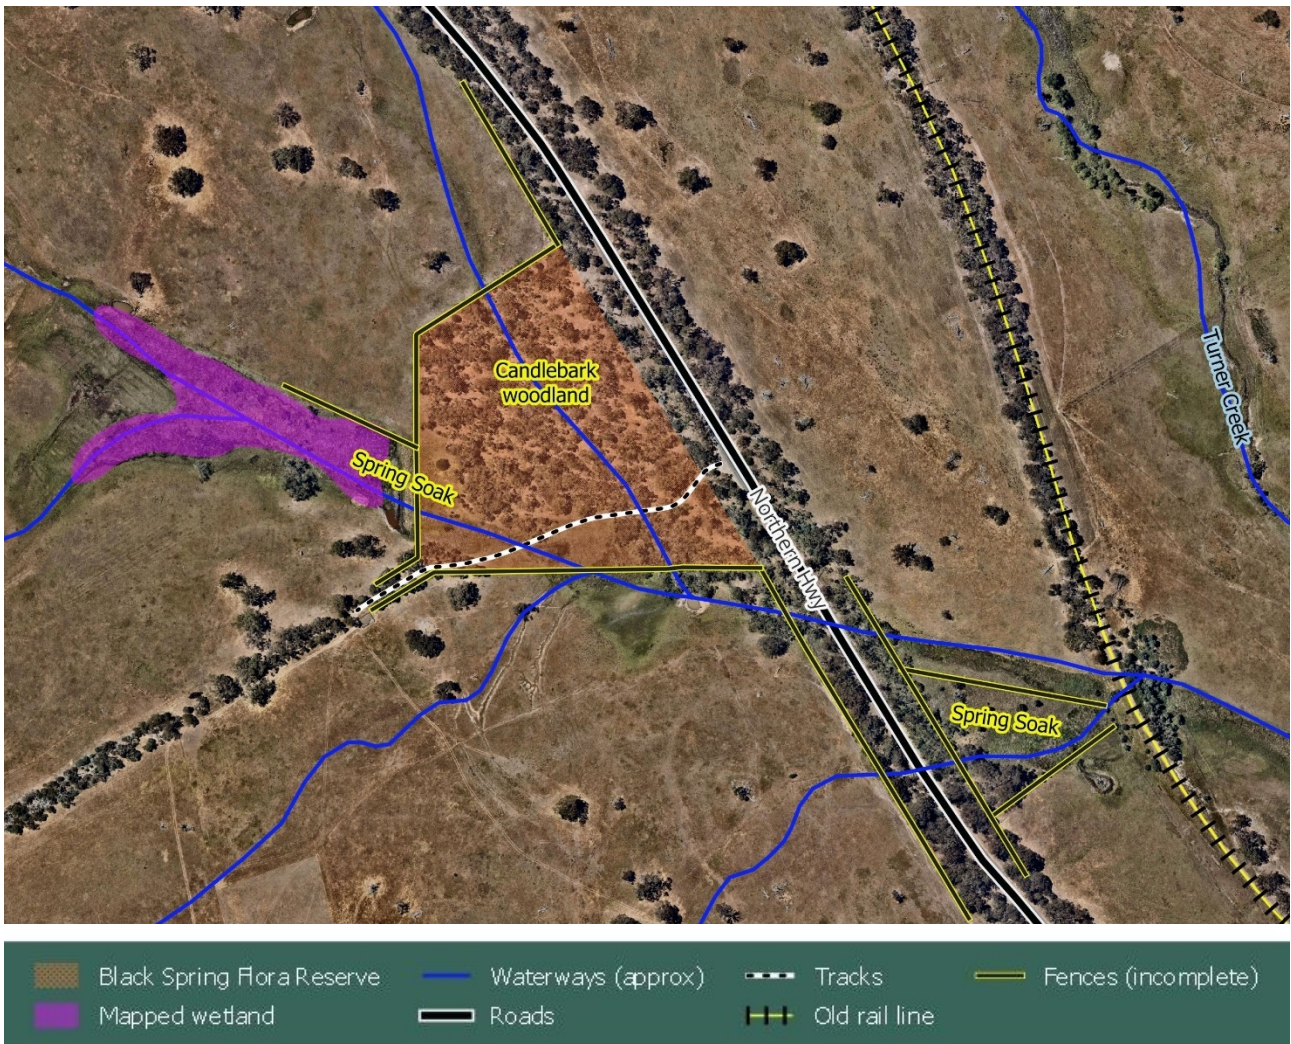 Candlebark
woodland
Spring Soak
Turner Creek
Northern Hwy
Spring Soak
Black Spring Flora Reserve
Waterways (approx)
Tracks
Fences (incomplete)
Mapped wetland
Roads
Old rail line